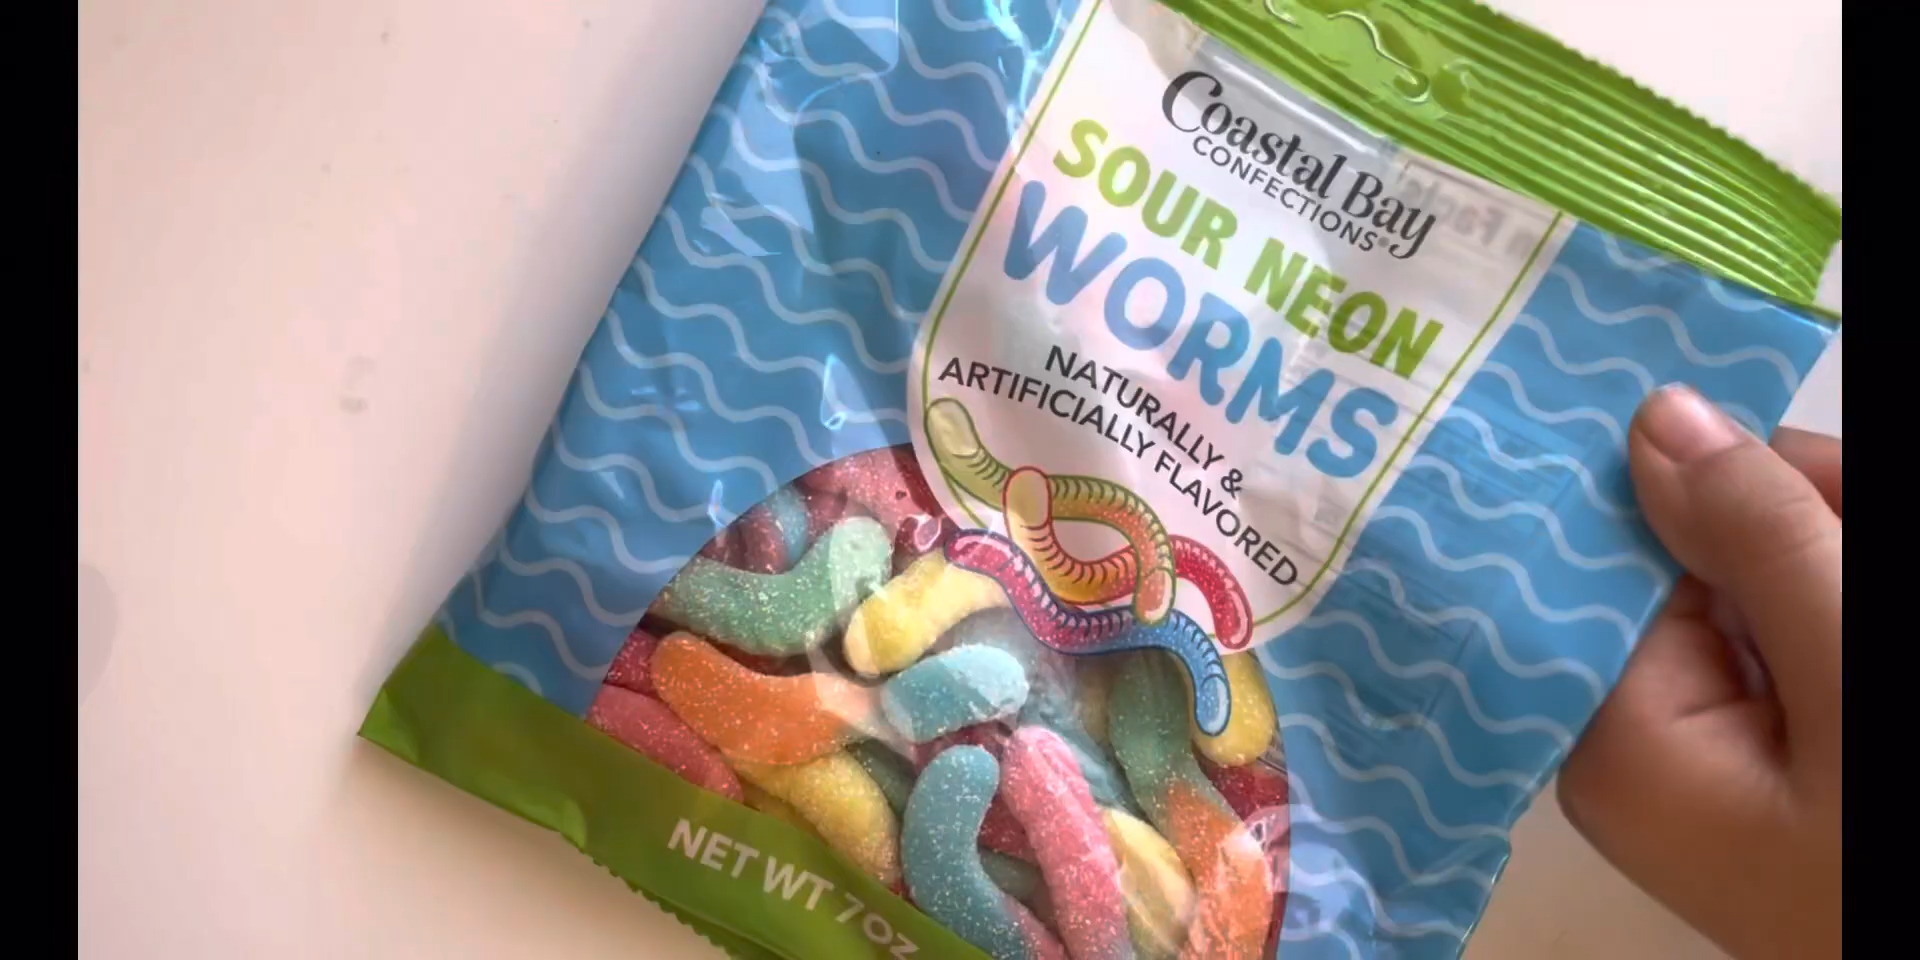 Coastal Bay
CONFECTIONS®
SOUR NEON
WORMS
NATURALLY &
ARTIFICIALLY FLAVORED
NET WT 7 OZ